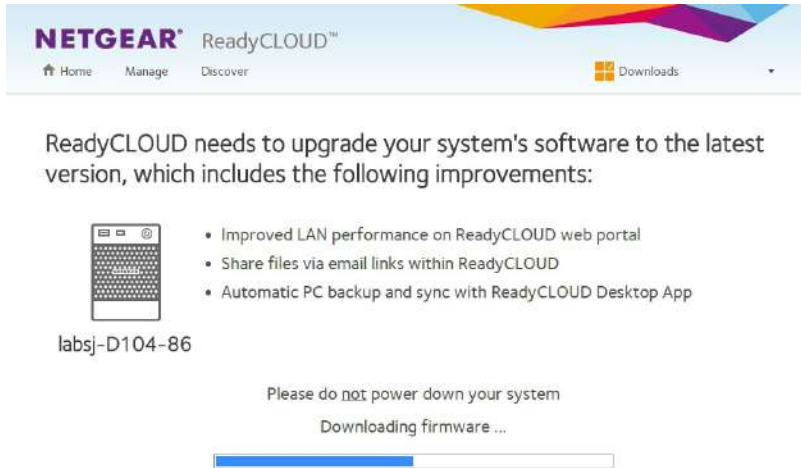 NETGEAR® ReadyCLOUD™
Home Manage Discover Downloads
ReadyCLOUD needs to upgrade your system's software to the latest
version, which includes the following improvements:
• Improved LAN performance on ReadyCLOUD web portal
• Share files via email links within ReadyCLOUD
• Automatic PC backup and sync with ReadyCLOUD Desktop App
labsj-D104-86
Please do not power down your system
Downloading firmware ...